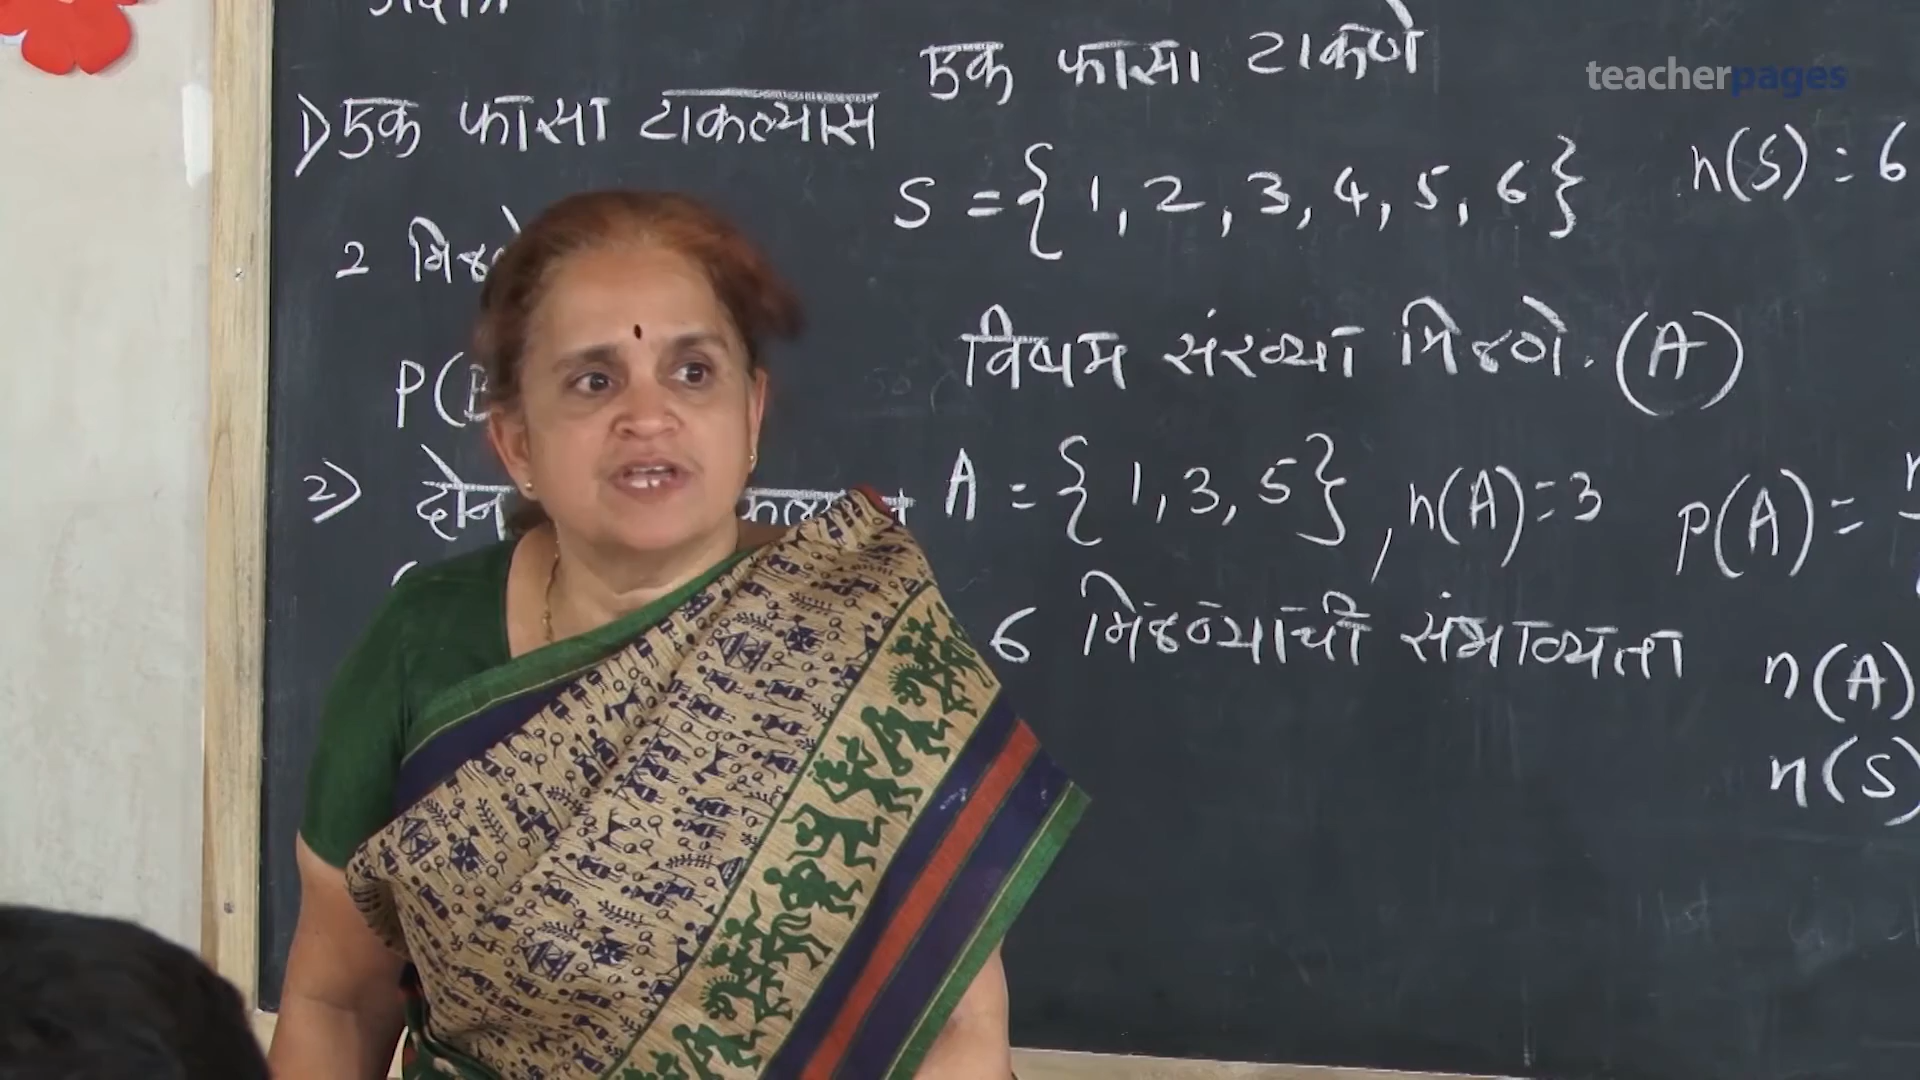 एक फासा टाकणे
teacherpages
1) एक फासा टाकल्यास
S = { 1, 2, 3, 4, 5, 6 } n(S) = 6
2
विषम संख्या मिळणे. (A)
P(
2) दोन
A = { 1, 3, 5 }, n(A) = 3 P(A) =
6 मिळण्याची संभाव्यता
n(A)
n(S)